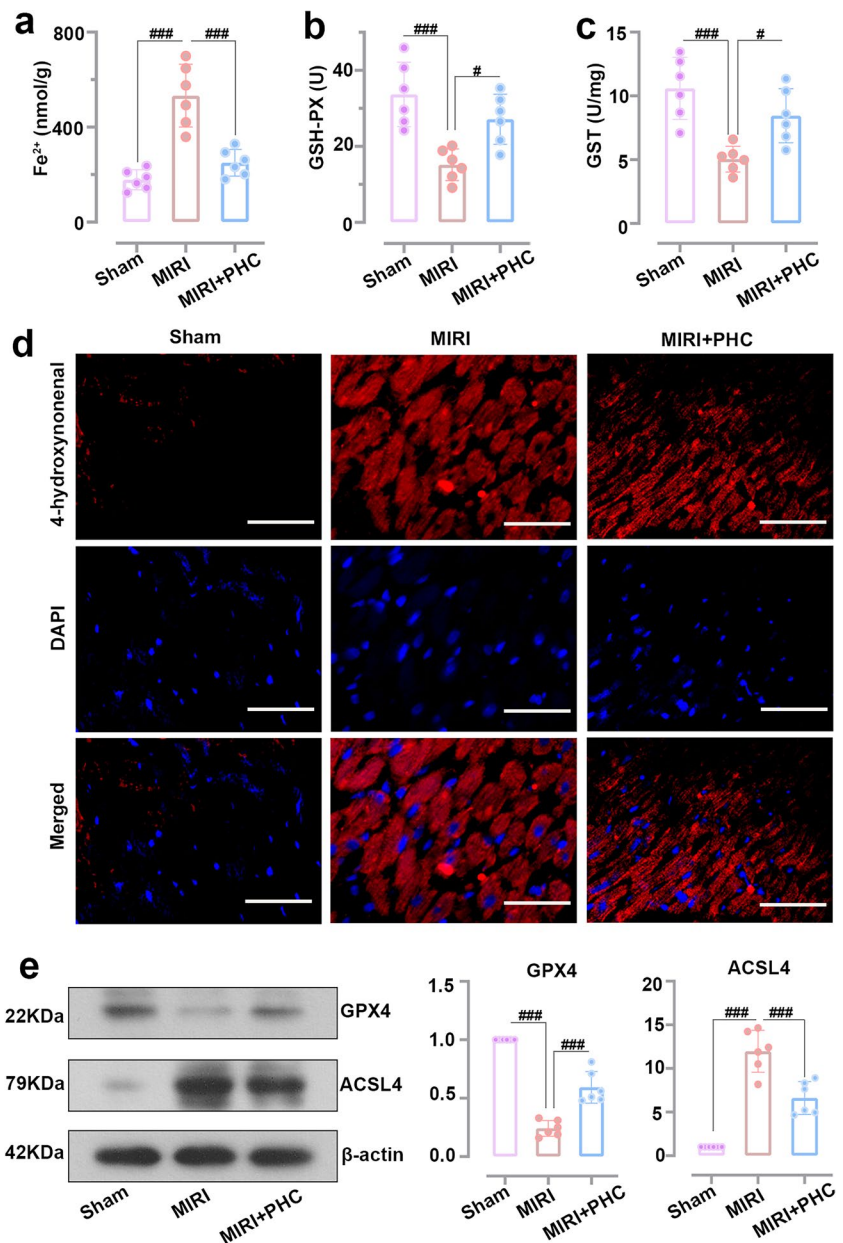 a
800
400
0
Fe²⁺ (nmol/g)
### ###
Sham
MIRI
MIRI+PHC
b
40
20
0
GSH-PX (U)
###
#
Sham
MIRI
MIRI+PHC
c
15
10
5
0
GST (U/mg)
### #
Sham
MIRI
MIRI+PHC
d
Sham MIRI MIRI+PHC
4-hydroxynonenal
DAPI
Merged
e
22KDa GPX4
79KDa ACSL4
42KDa β-actin
Sham
MIRI
MIRI+PHC
GPX4
1.5
1.0
0.5
0.0
###
###
Sham
MIRI
MIRI+PHC
ACSL4
20
15
10
5
0
### ###
Sham
MIRI
MIRI+PHC